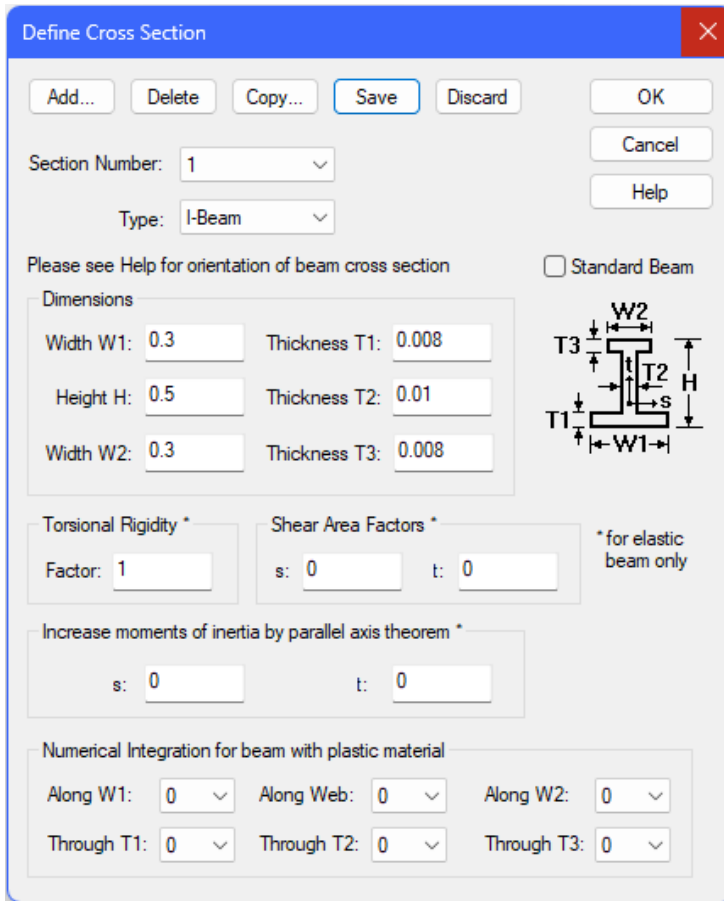 Define Cross Section
Add... Delete Copy... Save Discard OK
Cancel
Section Number: 1
Help
Type: I-Beam
Please see Help for orientation of beam cross section Standard Beam
Dimensions
Width W1: 0.3 Thickness T1: 0.008
Height H: 0.5 Thickness T2: 0.01
Width W2: 0.3 Thickness T3: 0.008
W2
T3
t T2 H
s
T1
W1
Torsional Rigidity * Shear Area Factors *
Factor: 1 s: 0 t: 0
* for elastic
beam only
Increase moments of inertia by parallel axis theorem *
s: 0 t: 0
Numerical Integration for beam with plastic material
Along W1: 0 Along Web: 0 Along W2: 0
Through T1: 0 Through T2: 0 Through T3: 0